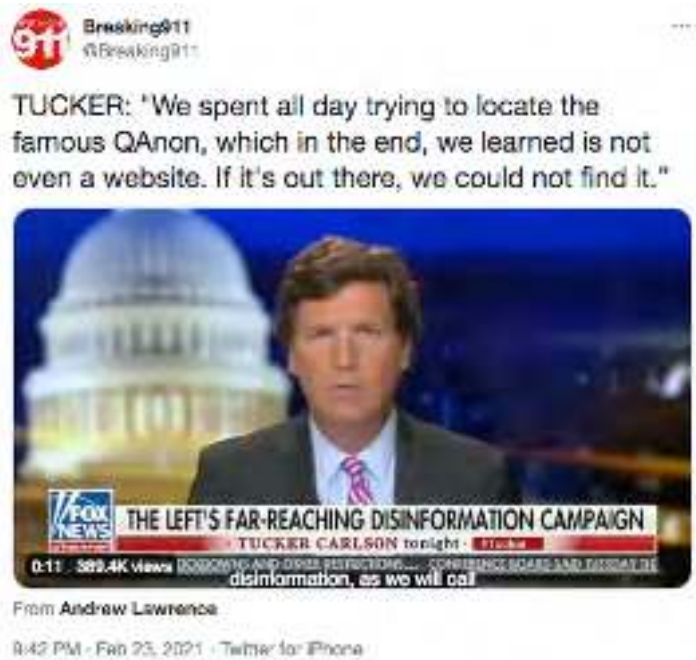 Breaking911
@Breaking911
TUCKER: "We spent all day trying to locate the
famous QAnon, which in the end, we learned is not
even a website. If it's out there, we could not find it."
FOX
NEWS
THE LEFT'S FAR-REACHING DISINFORMATION CAMPAIGN
TUCKER CARLSON tonight
0:11 389.4K views
disinformation, as we will call
From Andrew Lawrence
9:42 PM · Feb 23, 2021 · Twitter for iPhone